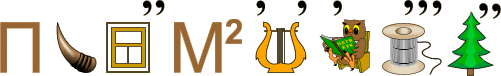 П ,, М² , , , ,,, ,,